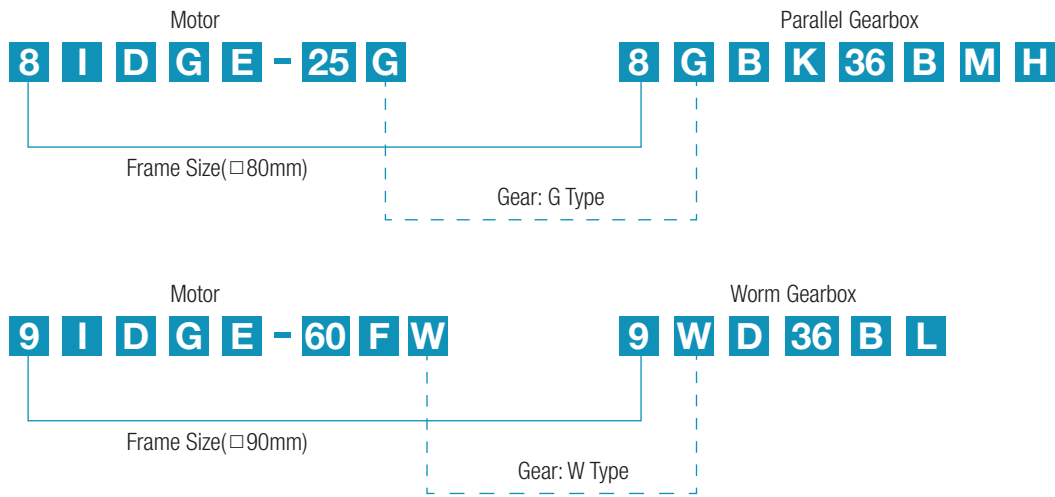 Motor Parallel Gearbox
8 I D G E - 25 G 8 G B K 36 B M H
Frame Size(□80mm)
Gear: G Type
Motor Worm Gearbox
9 I D G E - 60 F W 9 W D 36 B L
Frame Size(□90mm)
Gear: W Type